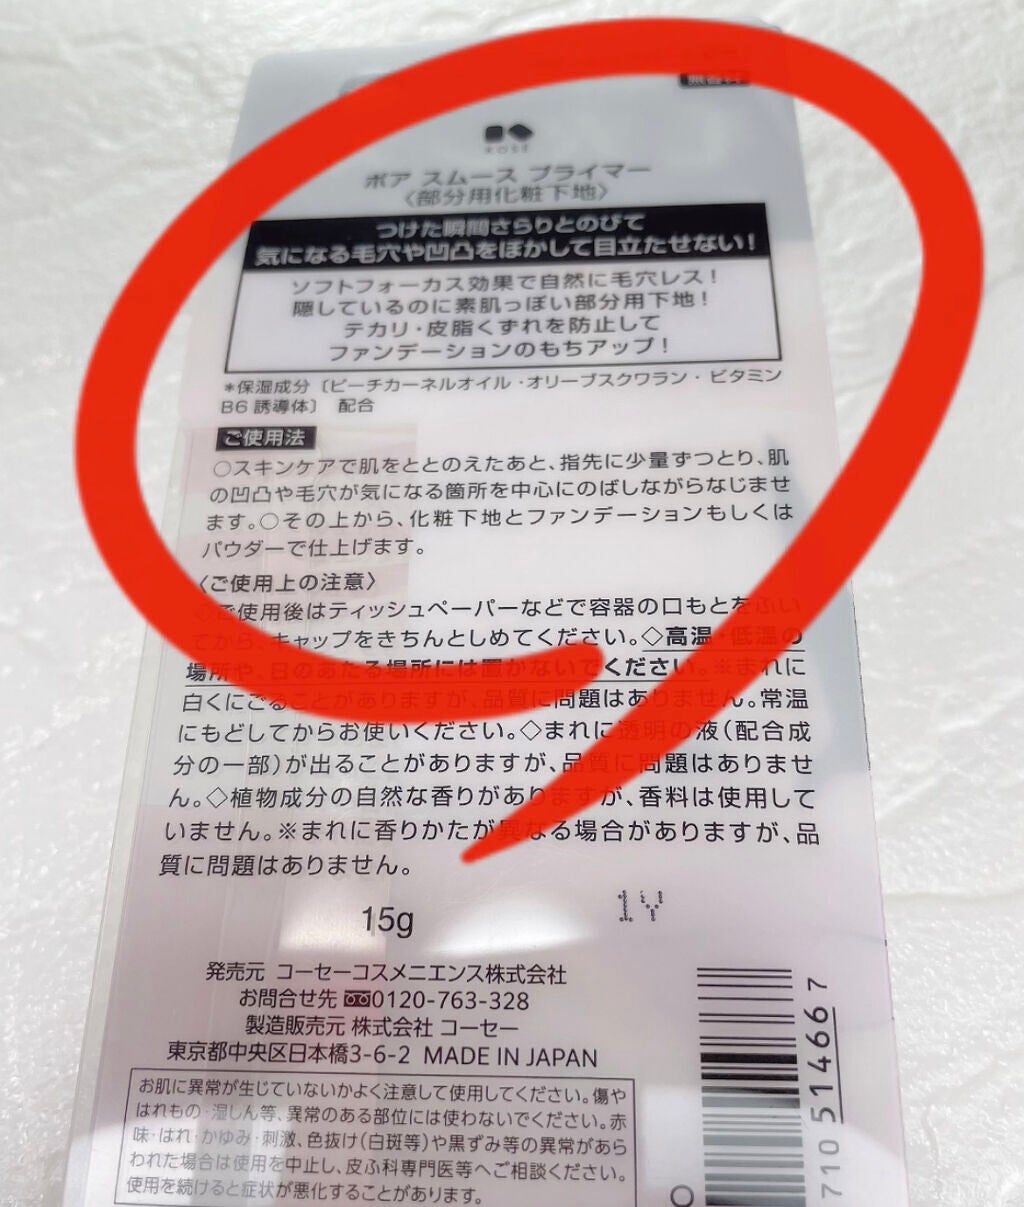 KOSÉ
ポア スムース プライマー
〈部分用化粧下地〉
つけた瞬間さらりとのびて
気になる毛穴や凹凸をぼかして目立たせない!
ソフトフォーカス効果で自然に毛穴レス!
隠しているのに素肌っぽい部分用下地!
テカリ・皮脂くずれを防止して
ファンデーションのもちアップ!
*保湿成分〔ピーチカーネルオイル・オリーブスクワラン・ビタミン
B6誘導体〕 配合
ご使用法
○スキンケアで肌をととのえたあと、指先に少量ずつとり、肌
の凹凸や毛穴が気になる箇所を中心にのばしながらなじませ
ます。○その上から、化粧下地とファンデーションもしくは
パウダーで仕上げます。
〈ご使用上の注意〉
◇ご使用後はティッシュペーパーなどで容器の口もとをふい
てから、キャップをきちんとしめてください。◇高温・低温の
場所や、日のあたる場所には置かないでください。※まれに
白くにごることがありますが、品質に問題はありません。常温
にもどしてからお使いください。◇まれに透明の液(配合成
分の一部)が出ることがありますが、品質に問題はありませ
ん。◇植物成分の自然な香りがありますが、香料は使用して
いません。※まれに香りかたが異なる場合がありますが、品
質に問題はありません。
15g
1Y
発売元 コーセーコスメニエンス株式会社
お問合せ先 0120-763-328
製造販売元 株式会社 コーセー
東京都中央区日本橋3-6-2 MADE IN JAPAN
お肌に異常が生じていないかよく注意して使用してください。傷や
はれもの・湿しん等、異常のある部位には使わないでください。赤
味・はれ・かゆみ・刺激、色抜け(白斑等)や黒ずみ等の異常があら
われた場合は使用を中止し、皮ふ科専門医等へご相談ください。
使用を続けると症状が悪化することがあります。
710 514667